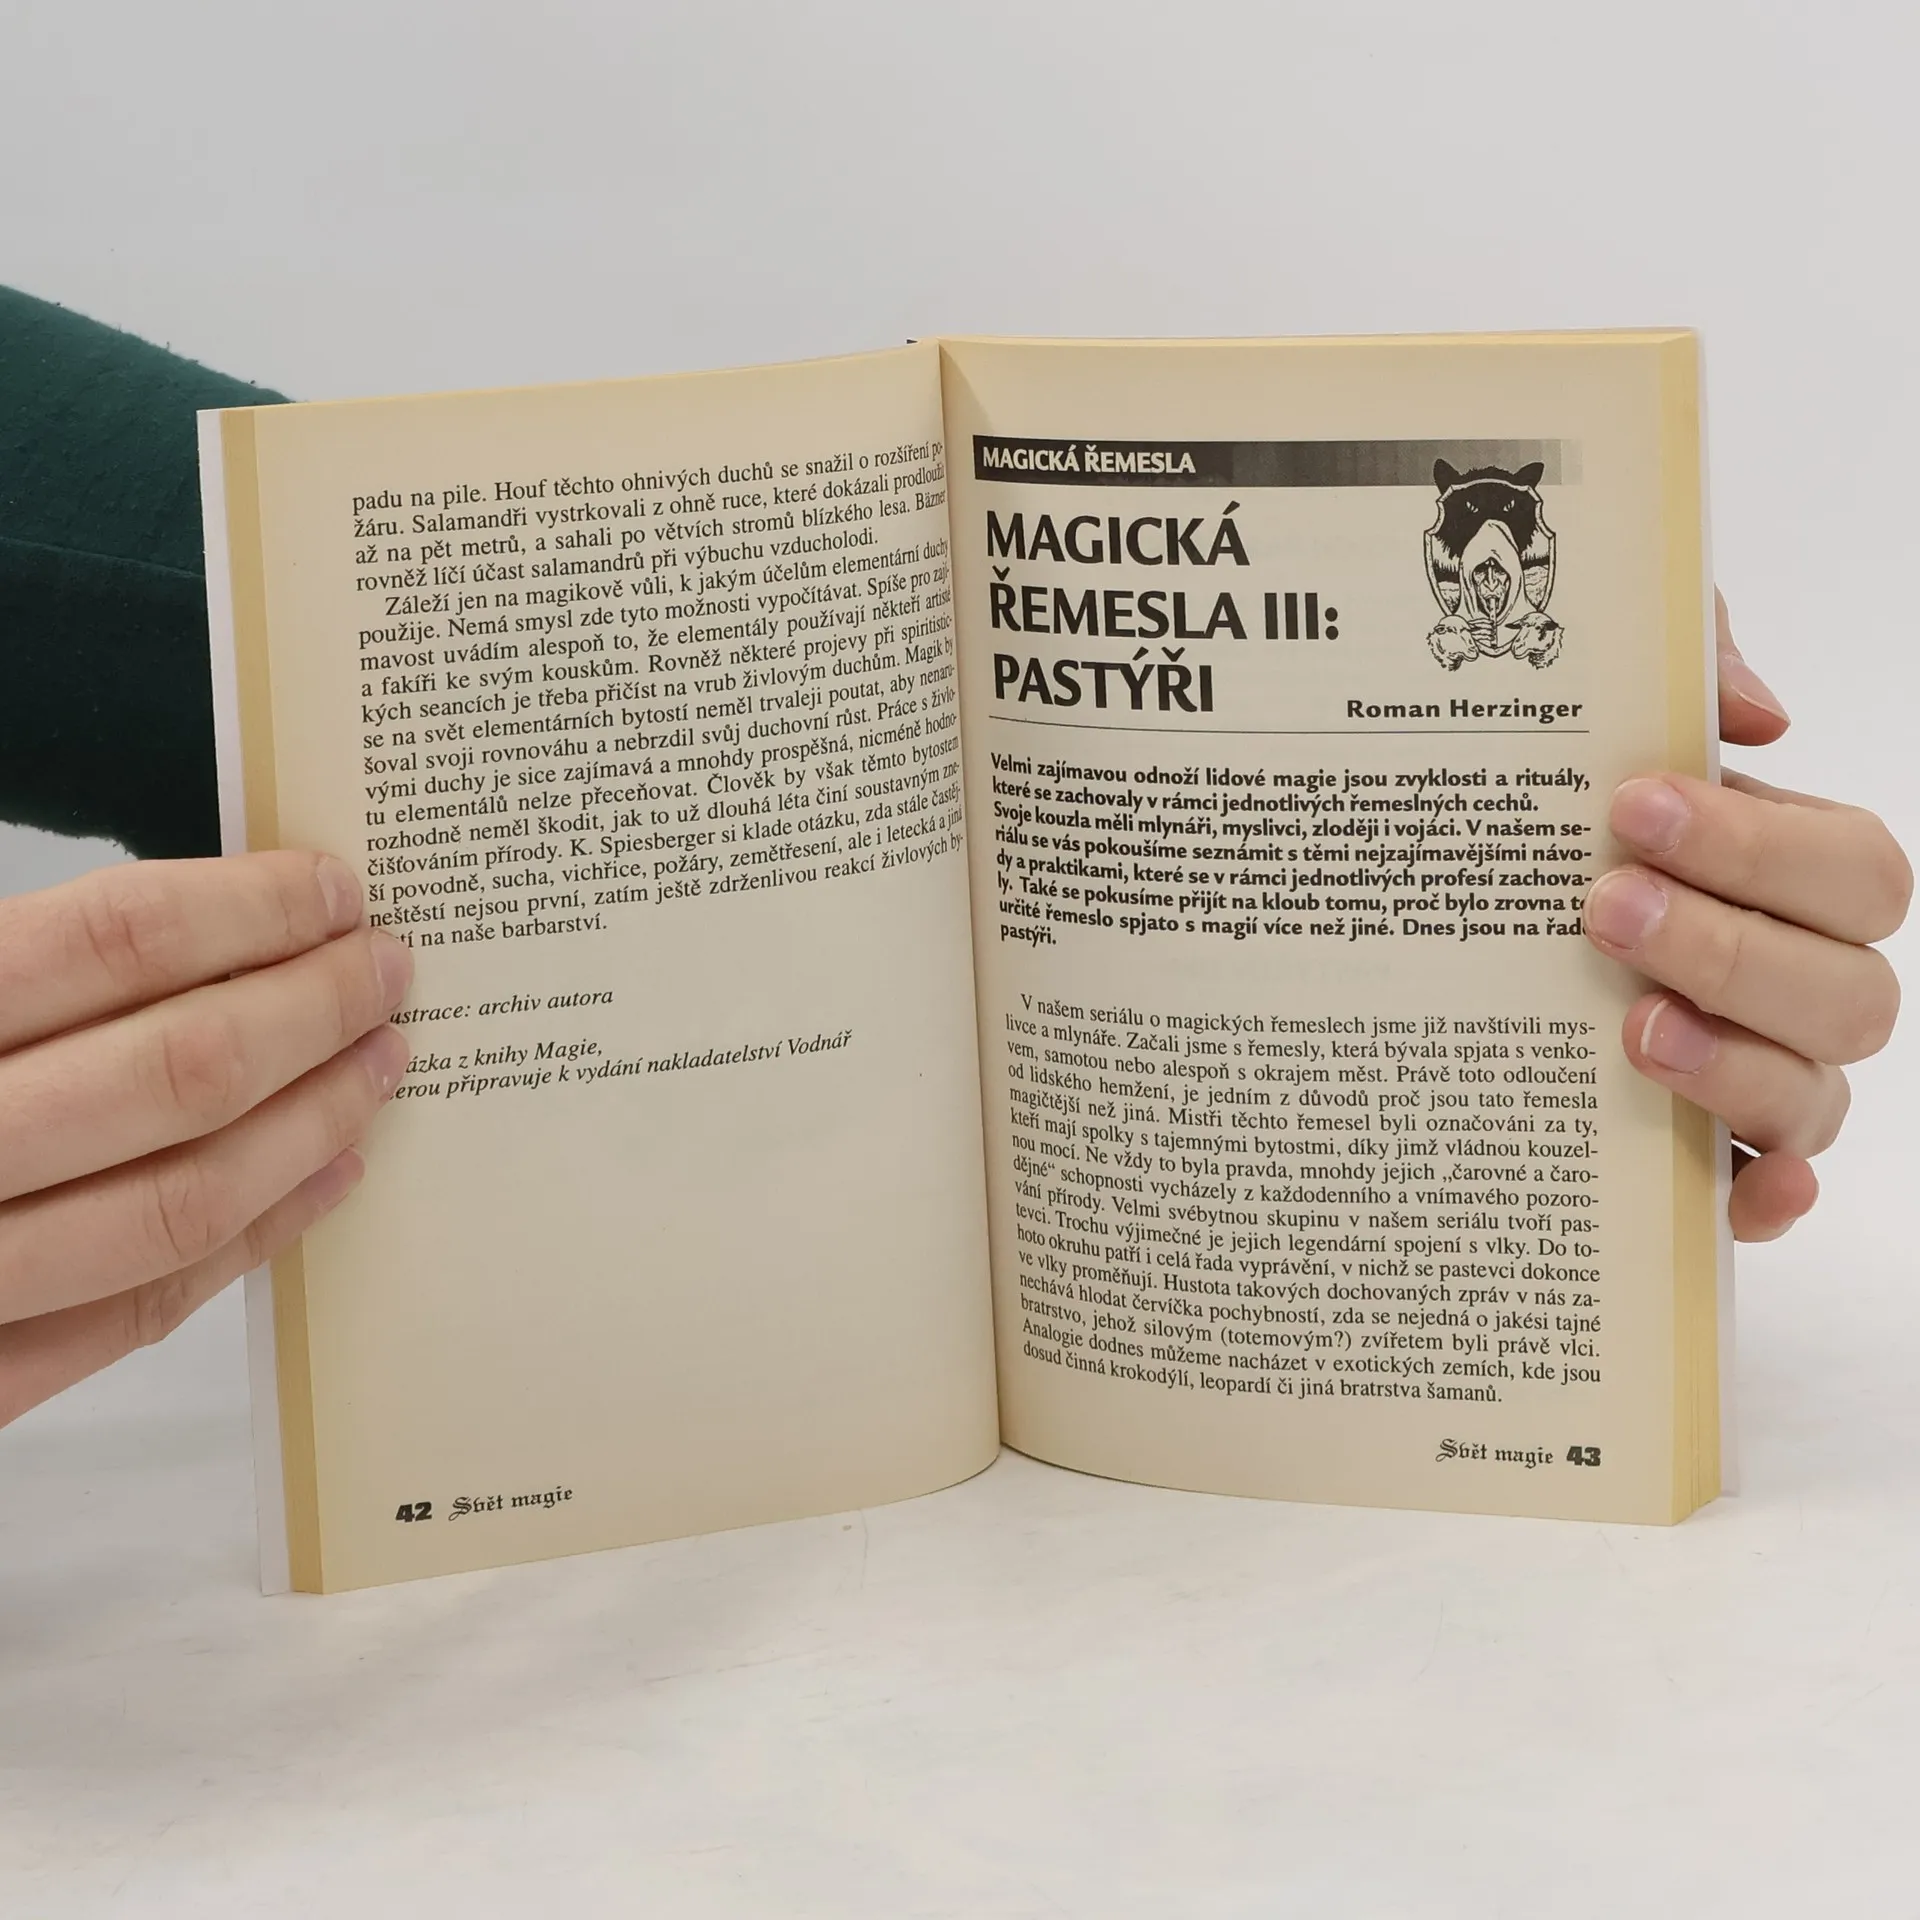 padu na pile. Houf těchto ohnivých duchů se snažil o rozšíření po-
žáru. Salamandři vystrkovali z ohně ruce, které dokázali prodloužit
až na pět metrů, a sahali po větvích stromů blízkého lesa. Bäzner
rovněž líčí účast salamandrů při výbuchu vzducholodi.
Záleží jen na magikově vůli, k jakým účelům elementární duchy
použije. Nemá smysl zde tyto možnosti vypočítávat. Spíše pro zají-
mavost uvádím alespoň to, že elementály používají někteří artisté
a fakíři ke svým kouskům. Rovněž některé projevy při spiritistic-
kých seancích je třeba přičíst na vrub živlovým duchům. Magik by
se na svět elementárních bytostí neměl trvaleji poutat, aby nenaru-
šoval svoji rovnováhu a nebrzdil svůj duchovní růst. Práce s živlo-
vými duchy je sice zajímavá a mnohdy prospěšná, nicméně hodno-
tu elementálů nelze přeceňovat. Člověk by však těmto bytostem
rozhodně neměl škodit, jak to už dlouhá léta činí soustavným zne-
čišťováním přírody. K. Spiesberger si klade otázku, zda stále častěj-
ší povodně, sucha, vichřice, požáry, zemětřesení, ale i letecká a jiná
neštěstí nejsou první, zatím ještě zdrženlivou reakcí živlových by-
tí na naše barbarství.
ustrace: archiv autora
ázka z knihy Magie,
erou připravuje k vydání nakladatelství Vodnář
42 Svět magie
MAGICKÁ ŘEMESLA
MAGICKÁ
ŘEMESLA III:
PASTÝŘI
Roman Herzinger
Velmi zajímavou odnoží lidové magie jsou zvyklosti a rituály,
které se zachovaly v rámci jednotlivých řemeslných cechů.
Svoje kouzla měli mlynáři, myslivci, zloději i vojáci. V našem se-
riálu se vás pokoušíme seznámit s těmi nejzajímavějšími návo-
dy a praktikami, které se v rámci jednotlivých profesí zachova-
ly. Také se pokusíme přijít na kloub tomu, proč bylo zrovna t
určité řemeslo spjato s magií více než jiné. Dnes jsou na řad
pastýři.
V našem seriálu o magických řemeslech jsme již navštívili mys-
livce a mlynáře. Začali jsme s řemesly, která bývala spjata s venko-
vem, samotou nebo alespoň s okrajem měst. Právě toto odloučení
od lidského hemžení, je jedním z důvodů proč jsou tato řemesla
magičtější než jiná. Mistři těchto řemesel byli označováni za ty,
kteří mají spolky s tajemnými bytostmi, díky jimž vládnou kouzel-
nou mocí. Ne vždy to byla pravda, mnohdy jejich „čarovné a čaro-
dějné“ schopnosti vycházely z každodenního a vnímavého pozoro-
vání přírody. Velmi svébytnou skupinu v našem seriálu tvoří pas-
tevci. Trochu výjimečné je jejich legendární spojení s vlky. Do to-
hoto okruhu patří i celá řada vyprávění, v nichž se pastevci dokonce
ve vlky proměňují. Hustota takových dochovaných zpráv v nás za-
nechává hlodat červíčka pochybností, zda se nejedná o jakési tajné
bratrstvo, jehož silovým (totemovým?) zvířetem byli právě vlci.
Analogie dodnes můžeme nacházet v exotických zemích, kde jsou
dosud činná krokodýlí, leopardí či jiná bratrstva šamanů.
Svět magie 43